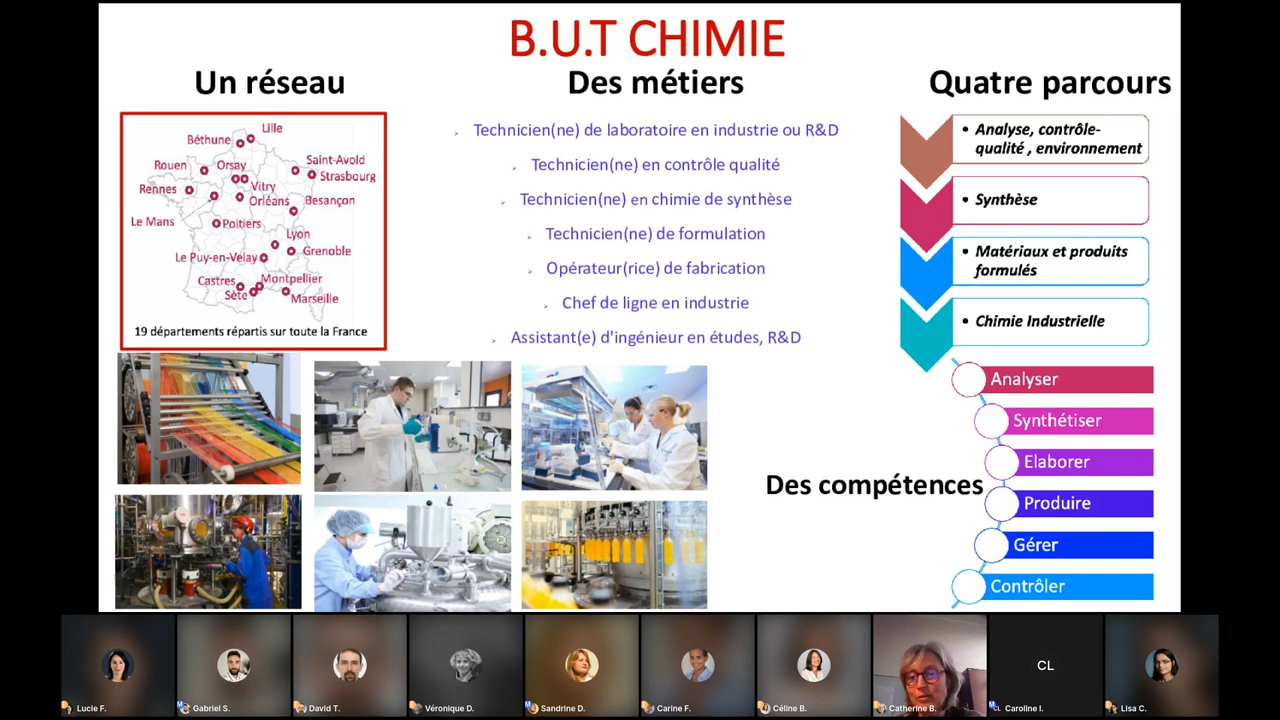 B.U.T CHIMIE
Un réseau
Lille
Béthune
Rouen
Orsay
Saint-Avold
Strasbourg
Rennes
Vitry
Orléans
Besançon
Le Mans
Poitiers
Lyon
Grenoble
Le Puy-en-Velay
Castres
Montpellier
Sète
Marseille
19 départements répartis sur toute la France
Des métiers
Technicien(ne) de laboratoire en industrie ou R&D
Technicien(ne) en contrôle qualité
Technicien(ne) en chimie de synthèse
Technicien(ne) de formulation
Opérateur(rice) de fabrication
Chef de ligne en industrie
Assistant(e) d'ingénieur en études, R&D
Quatre parcours
• Analyse, contrôle-
qualité , environnement
• Synthèse
• Matériaux et produits
formulés
• Chimie Industrielle
Des compétences
Analyser
Synthétiser
Elaborer
Produire
Gérer
Contrôler
Lucie F.
Gabriel S.
David T.
Véronique D.
Sandrine D.
Carine F.
Céline B.
Catherine B.
CL
Caroline I.
Lisa C.